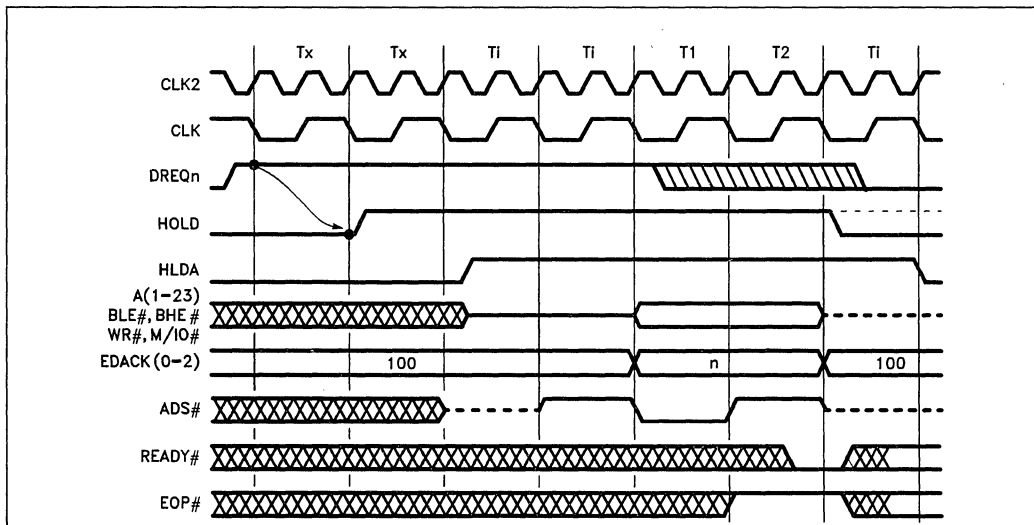 Tx Tx Ti Ti T1 T2 Ti
CLK2
CLK
DREQn
HOLD
HLDA
A(1-23)
BLE#, BHE#
WR#, M/IO#
EDACK(0-2) 100 n 100
ADS#
READY#
EOP#